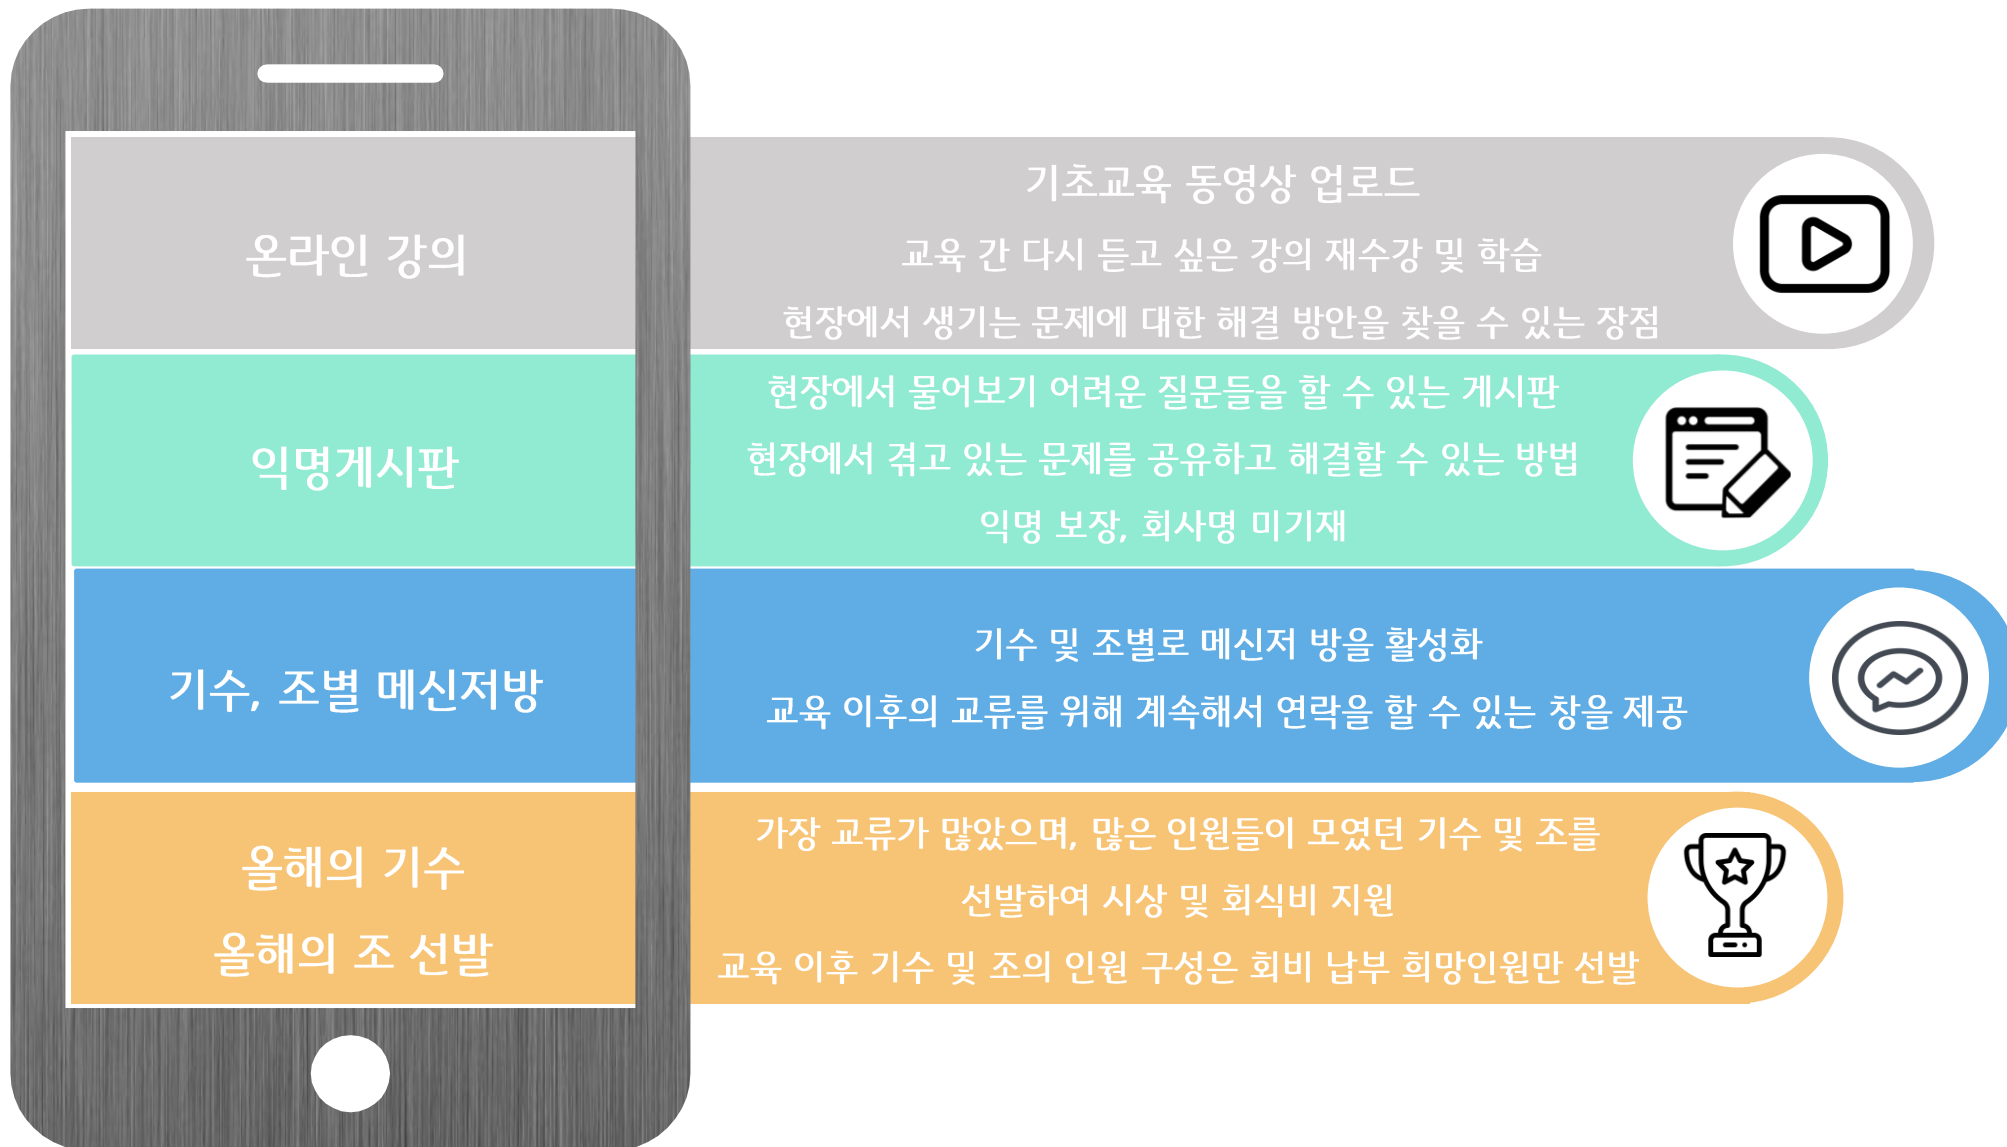 온라인 강의
기초교육 동영상 업로드
교육 간 다시 듣고 싶은 강의 재수강 및 학습
현장에서 생기는 문제에 대한 해결 방안을 찾을 수 있는 장점
익명게시판
현장에서 물어보기 어려운 질문들을 할 수 있는 게시판
현장에서 겪고 있는 문제를 공유하고 해결할 수 있는 방법
익명 보장, 회사명 미기재
기수, 조별 메신저방
기수 및 조별로 메신저 방을 활성화
교육 이후의 교류를 위해 계속해서 연락을 할 수 있는 창을 제공
올해의 기수
올해의 조 선발
가장 교류가 많았으며, 많은 인원들이 모였던 기수 및 조를
선발하여 시상 및 회식비 지원
교육 이후 기수 및 조의 인원 구성은 회비 납부 희망인원만 선발